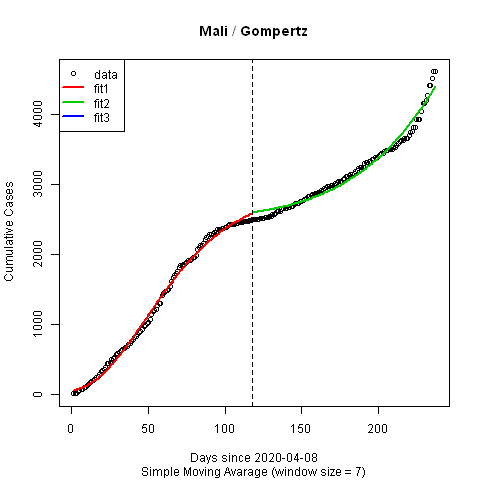 Mali / Gompertz
data
fit1
fit2
fit3
Cumulative Cases
0
1000
2000
3000
4000
0 50 100 150 200
Days since 2020-04-08
Simple Moving Avarage (window size = 7)